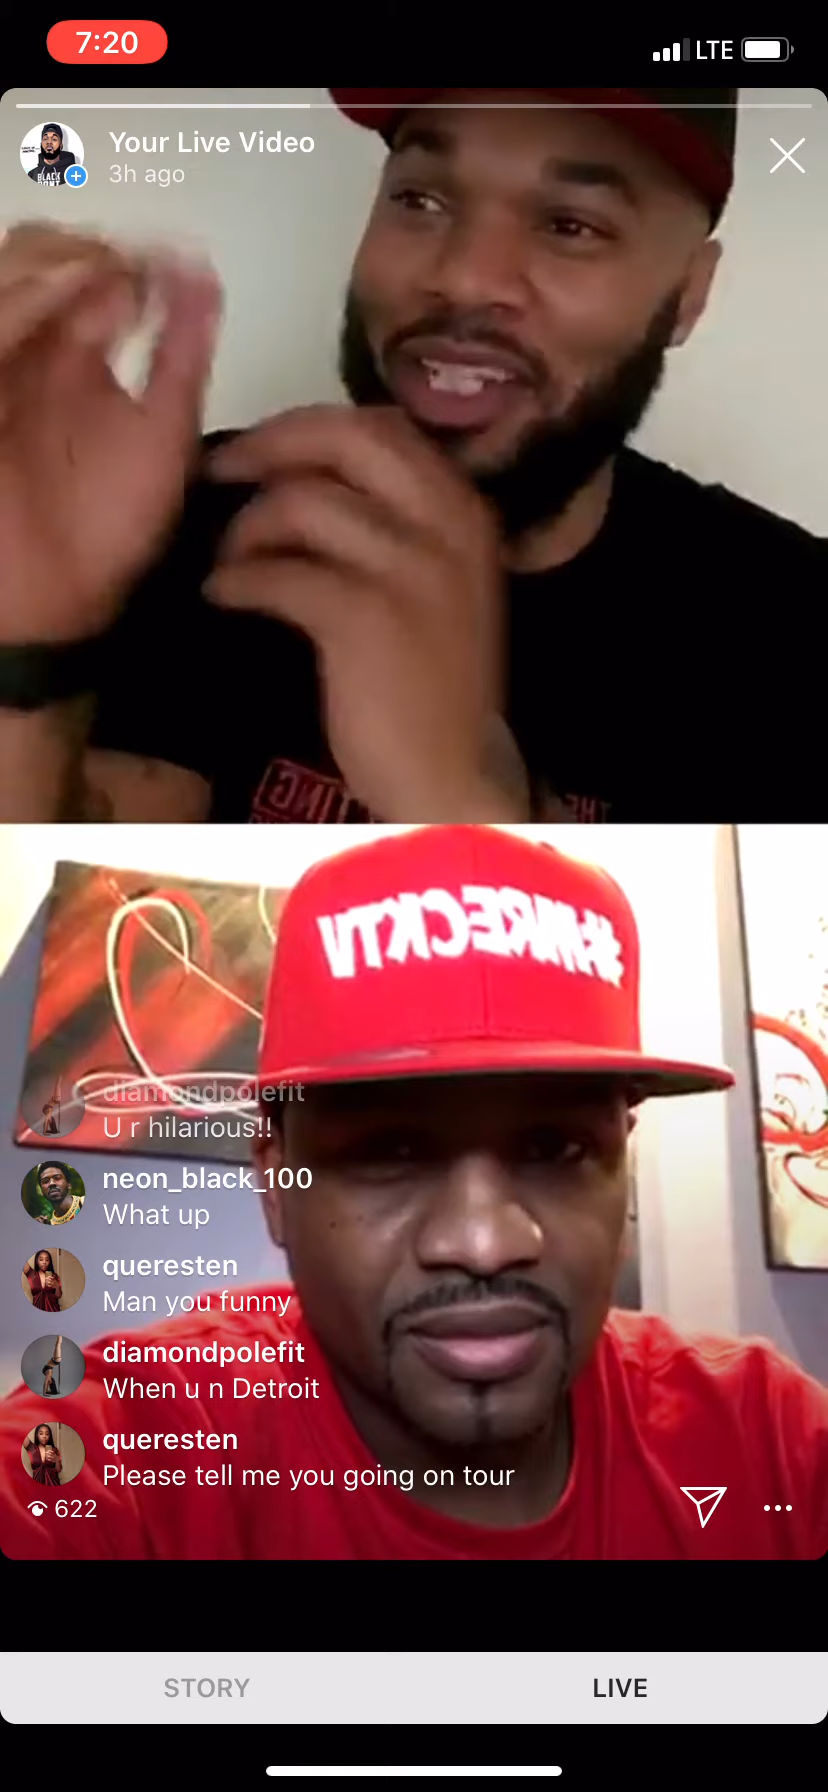 7:20
LTE
Your Live Video
3h ago
#MRECKTV
diamondpolefit
U r hilarious!!
neon_black_100
What up
queresten
Man you funny
diamondpolefit
When u n Detroit
queresten
Please tell me you going on tour
622
STORY
LIVE